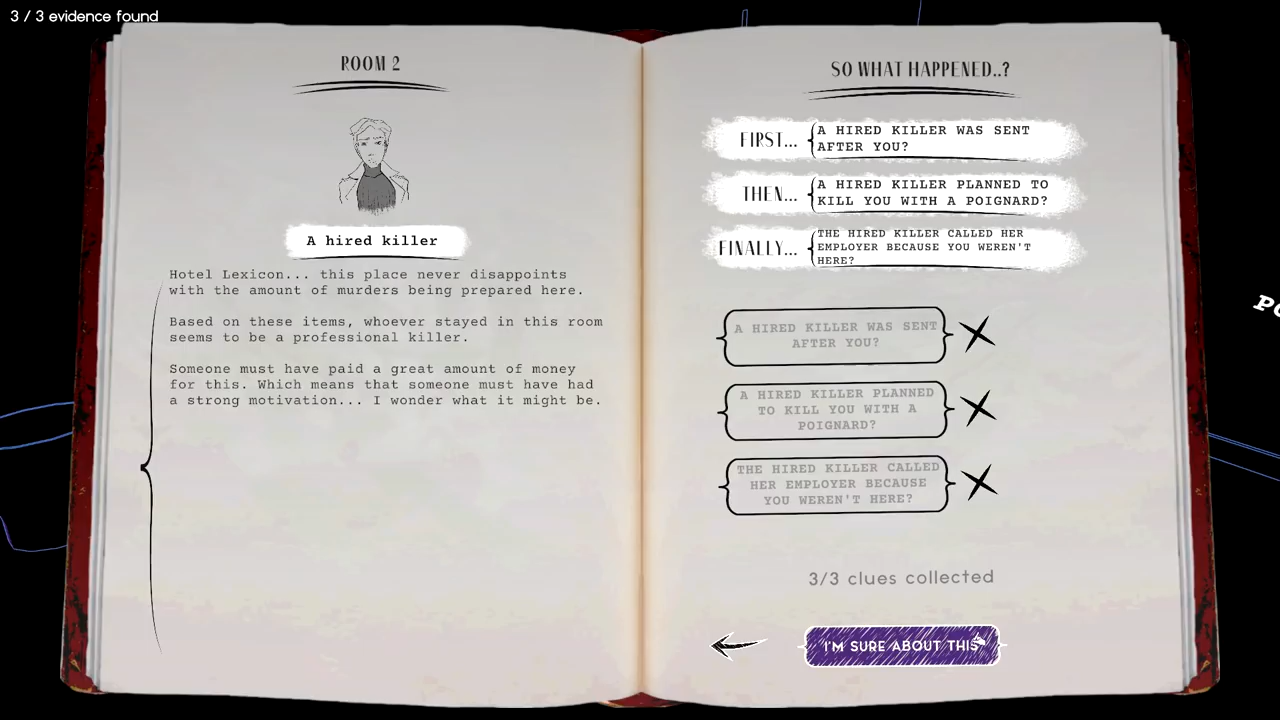 3 / 3 evidence found
ROOM 2
A hired killer
Hotel Lexicon... this place never disappoints
with the amount of murders being prepared here.
Based on these items, whoever stayed in this room
seems to be a professional killer.
Someone must have paid a great amount of money
for this. Which means that someone must have had
a strong motivation... I wonder what it might be.
SO WHAT HAPPENED..?
FIRST...
A HIRED KILLER WAS SENT
AFTER YOU?
THEN...
A HIRED KILLER PLANNED TO
KILL YOU WITH A POIGNARD?
FINALLY...
THE HIRED KILLER CALLED HER
EMPLOYER BECAUSE YOU WEREN'T
HERE?
A HIRED KILLER WAS SENT
AFTER YOU?
A HIRED KILLER PLANNED
TO KILL YOU WITH A
POIGNARD?
THE HIRED KILLER CALLED
HER EMPLOYER BECAUSE
YOU WEREN'T HERE?
3/3 clues collected
I'M SURE ABOUT THIS